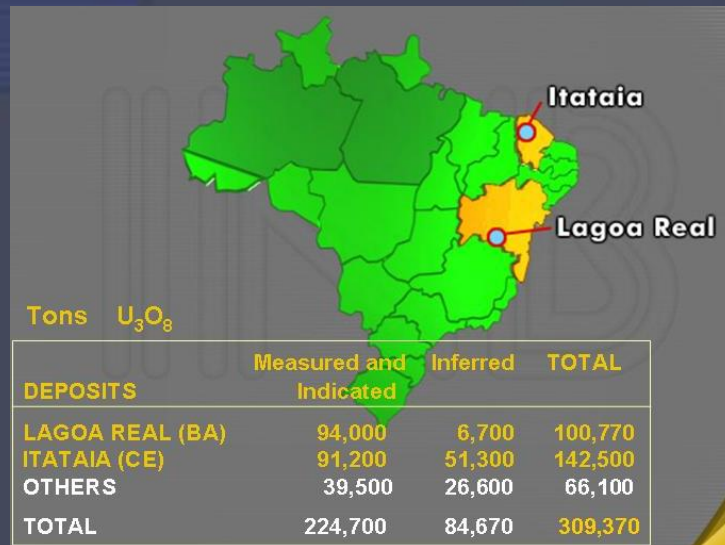 Itataia
Lagoa Real
Tons U₃O₈
DEPOSITS Measured and Indicated Inferred TOTAL
LAGOA REAL (BA) 94,000 6,700 100,770
ITATAIA (CE) 91,200 51,300 142,500
OTHERS 39,500 26,600 66,100
TOTAL 224,700 84,670 309,370